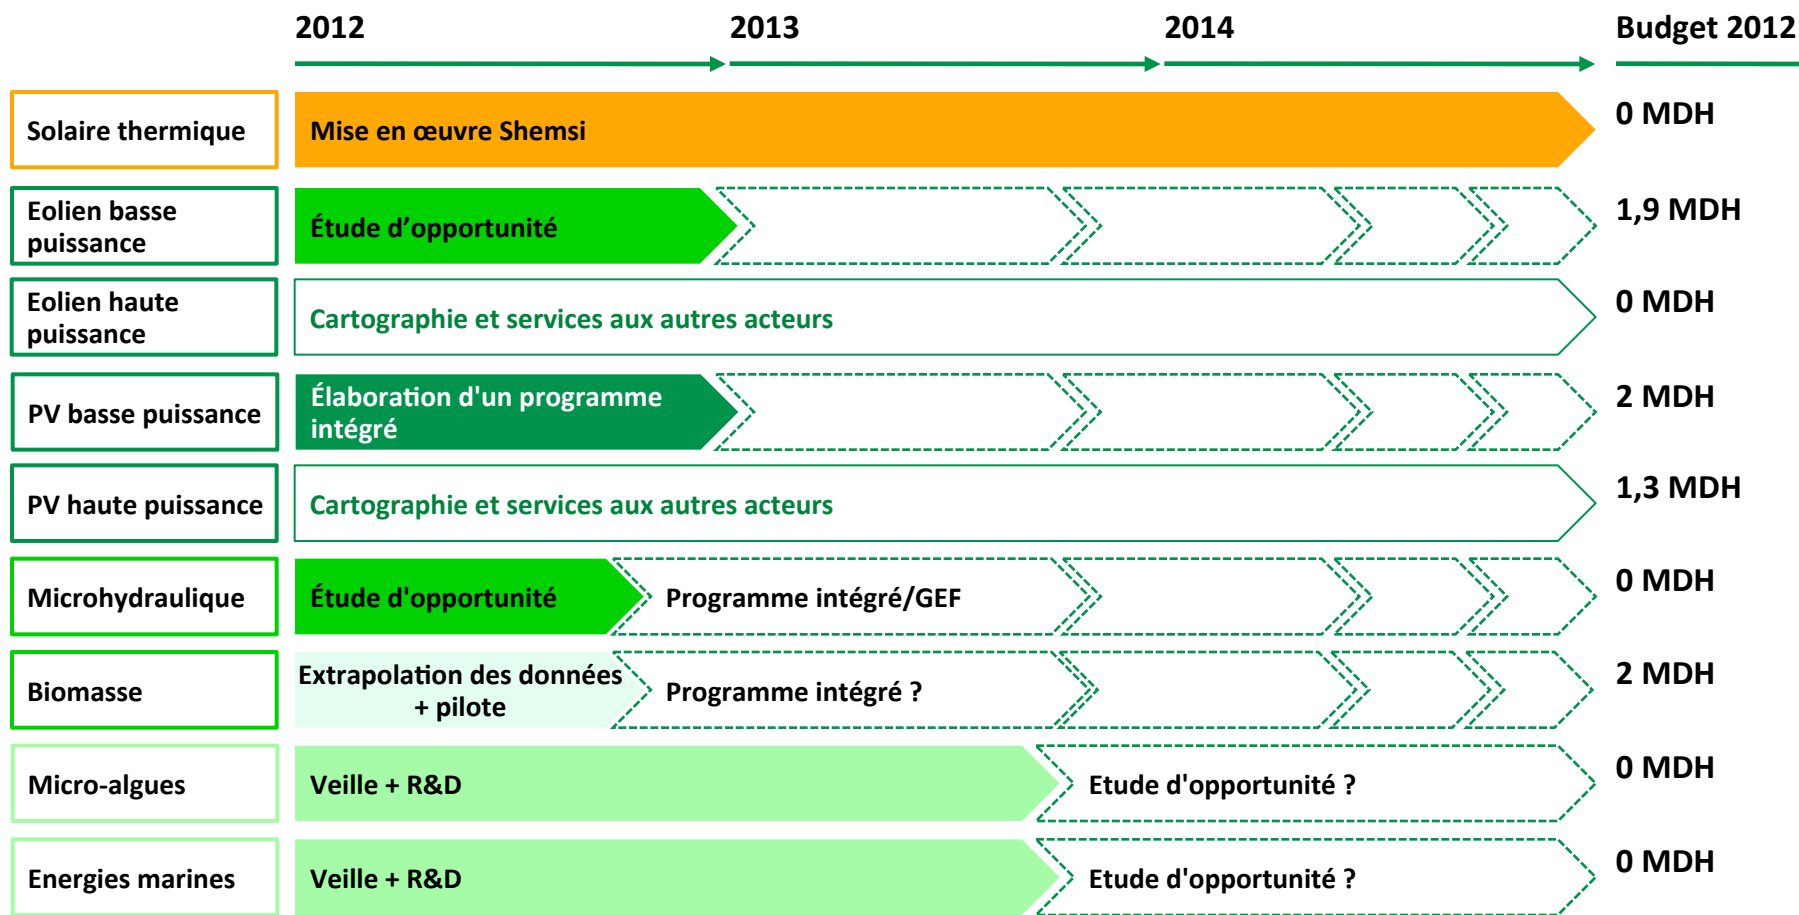 2012 2013 2014 Budget 2012
Solaire thermique Mise en œuvre Shemsi 0 MDH
Eolien basse
puissance
Étude d’opportunité 1,9 MDH
Eolien haute
puissance
Cartographie et services aux autres acteurs 0 MDH
PV basse puissance
Élaboration d'un programme
intégré
2 MDH
PV haute puissance Cartographie et services aux autres acteurs 1,3 MDH
Microhydraulique Étude d'opportunité Programme intégré/GEF 0 MDH
Biomasse
Extrapolation des données
+ pilote
Programme intégré ? 2 MDH
Micro-algues Veille + R&D Etude d'opportunité ? 0 MDH
Energies marines Veille + R&D Etude d'opportunité ? 0 MDH